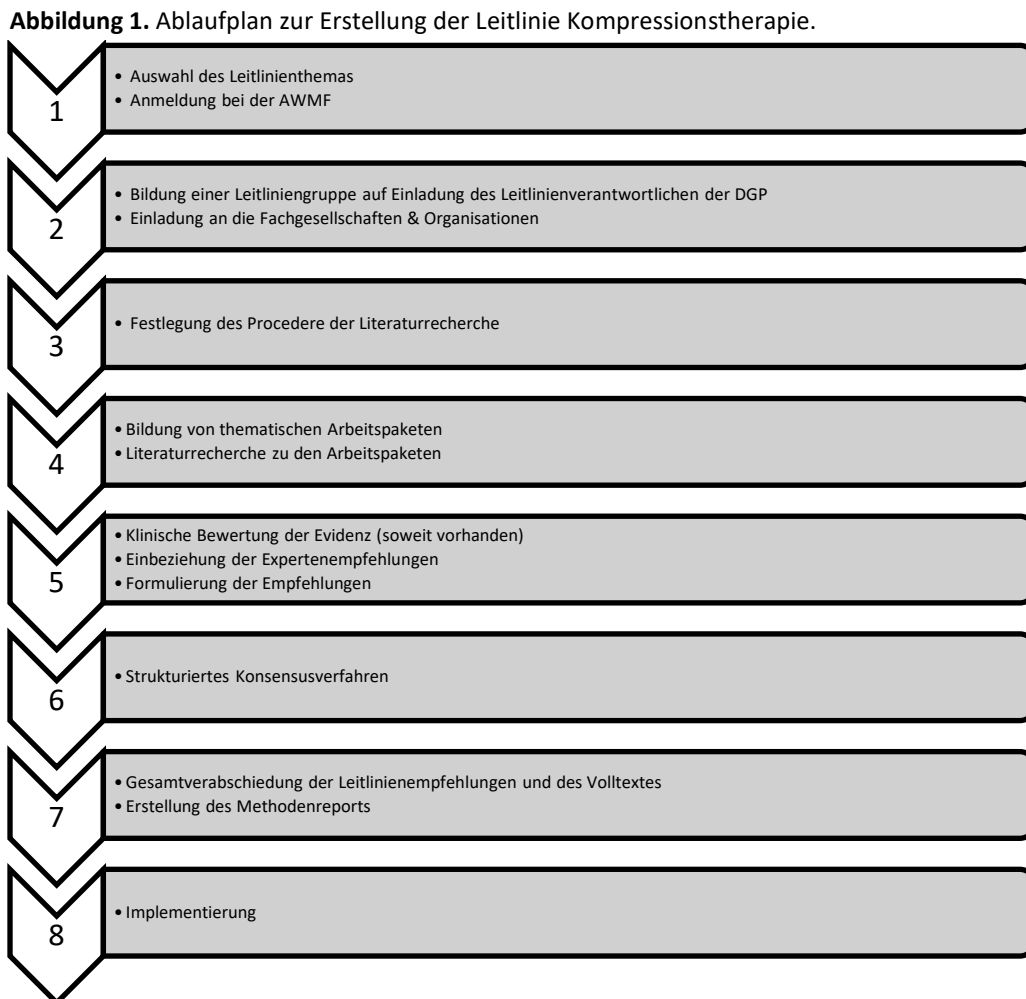 Abbildung 1. Ablaufplan zur Erstellung der Leitlinie Kompressionstherapie.
1
• Auswahl des Leitlinienthemas
• Anmeldung bei der AWMF
2
• Bildung einer Leitliniengruppe auf Einladung des Leitlinienverantwortlichen der DGP
• Einladung an die Fachgesellschaften & Organisationen
3
• Festlegung des Procedere der Literaturrecherche
4
• Bildung von thematischen Arbeitspaketen
• Literaturrecherche zu den Arbeitspaketen
5
• Klinische Bewertung der Evidenz (soweit vorhanden)
• Einbeziehung der Expertenempfehlungen
• Formulierung der Empfehlungen
6
• Strukturiertes Konsensusverfahren
7
• Gesamtverabschiedung der Leitlinienempfehlungen und des Volltextes
• Erstellung des Methodenreports
8
• Implementierung